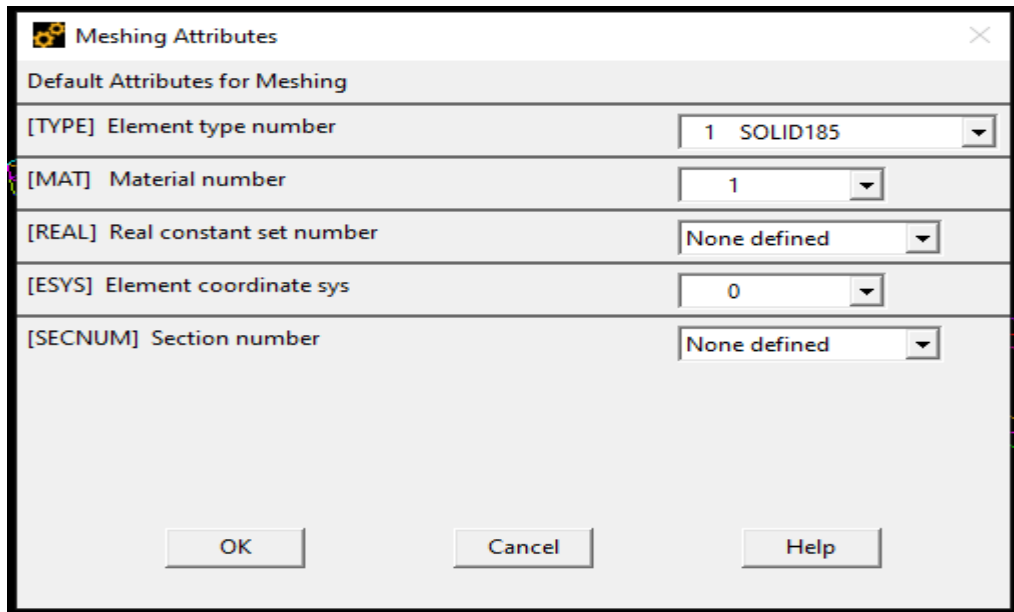 Meshing Attributes
Default Attributes for Meshing
[TYPE] Element type number
1 SOLID185
[MAT] Material number
1
[REAL] Real constant set number
None defined
[ESYS] Element coordinate sys
0
[SECNUM] Section number
None defined
OK
Cancel
Help